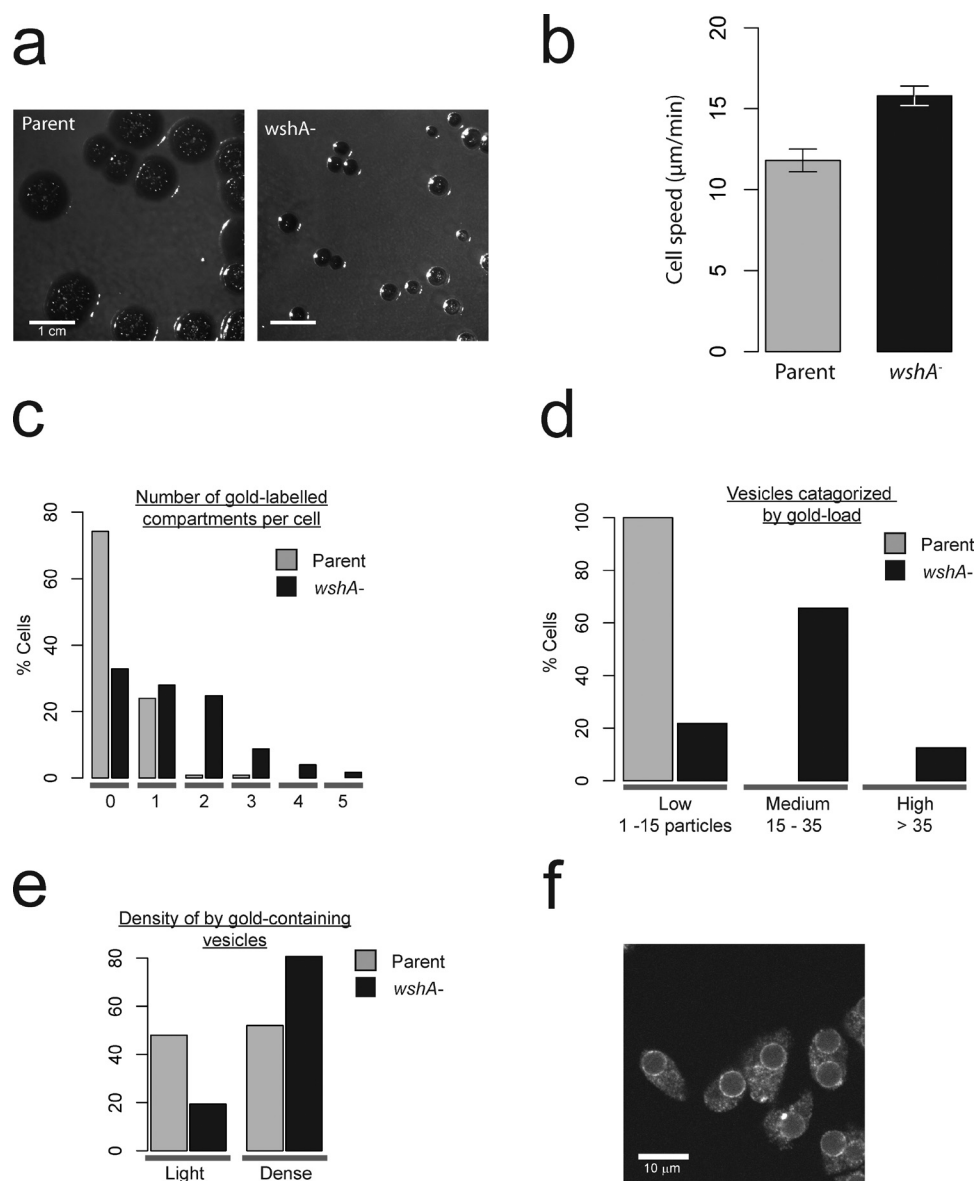 a
Parent
1 cm
wshA-
b
Cell speed (µm/min)
20
15
10
5
0
Parent
wshA-
c
Number of gold-labelled
compartments per cell
Parent
wshA-
% Cells
80
60
40
20
0
0 1 2 3 4 5
d
Vesicles catagorized
by gold-load
Parent
wshA-
% Cells
100
80
60
40
20
0
Low Medium High
1 -15 particles 15 - 35 > 35
e
Density of by gold-containing
vesicles
Parent
wshA-
80
60
40
20
0
Light Dense
f
10 µm